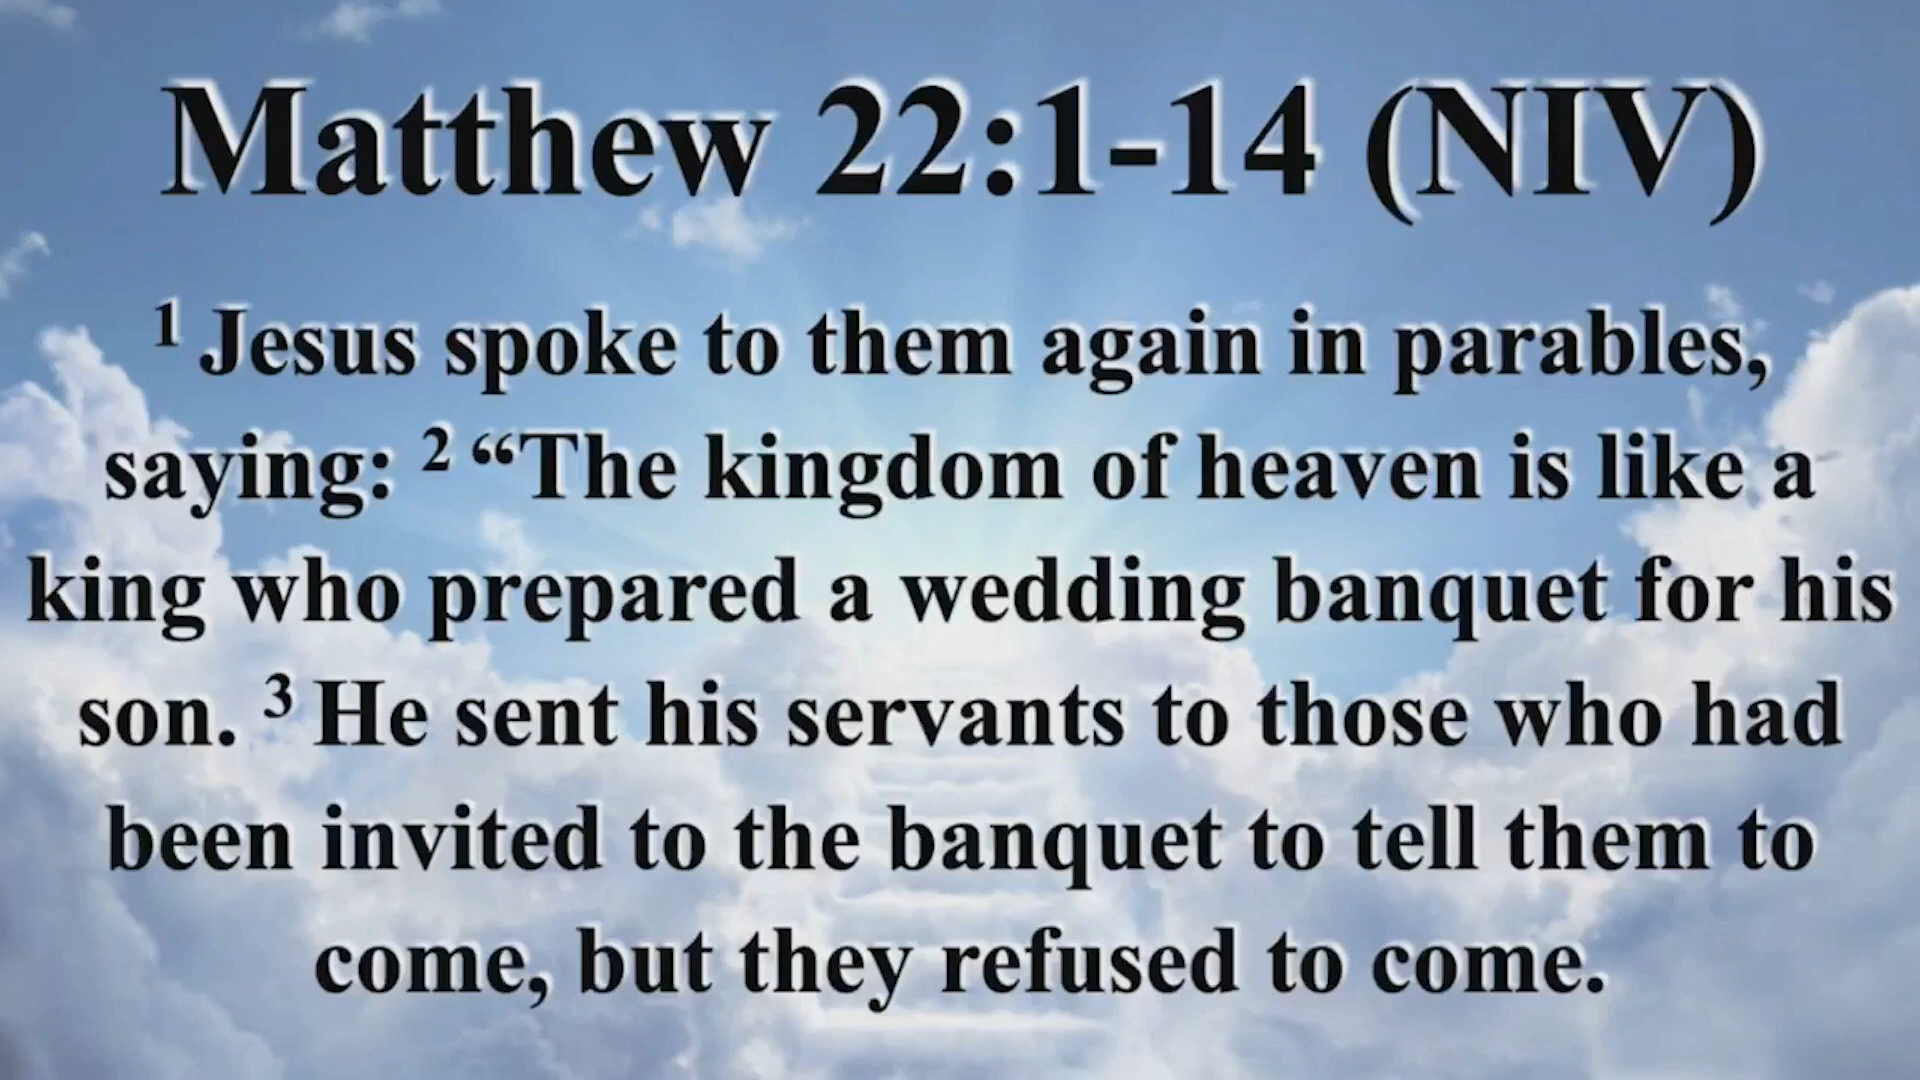 Matthew 22:1-14 (NIV)
1 Jesus spoke to them again in parables,
saying: 2 “The kingdom of heaven is like a
king who prepared a wedding banquet for his
son. 3 He sent his servants to those who had
been invited to the banquet to tell them to
come, but they refused to come.